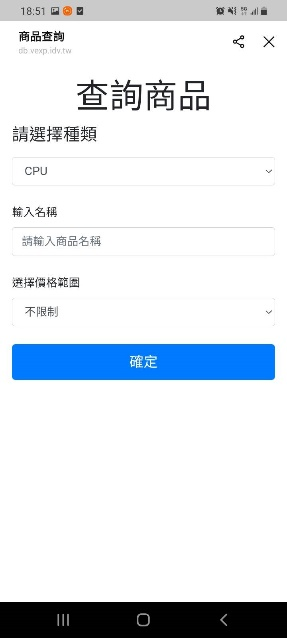 18:51
商品查詢
db.vexp.idv.tw
查詢商品
請選擇種類
CPU
輸入名稱
請輸入商品名稱
選擇價格範圍
不限制
確定